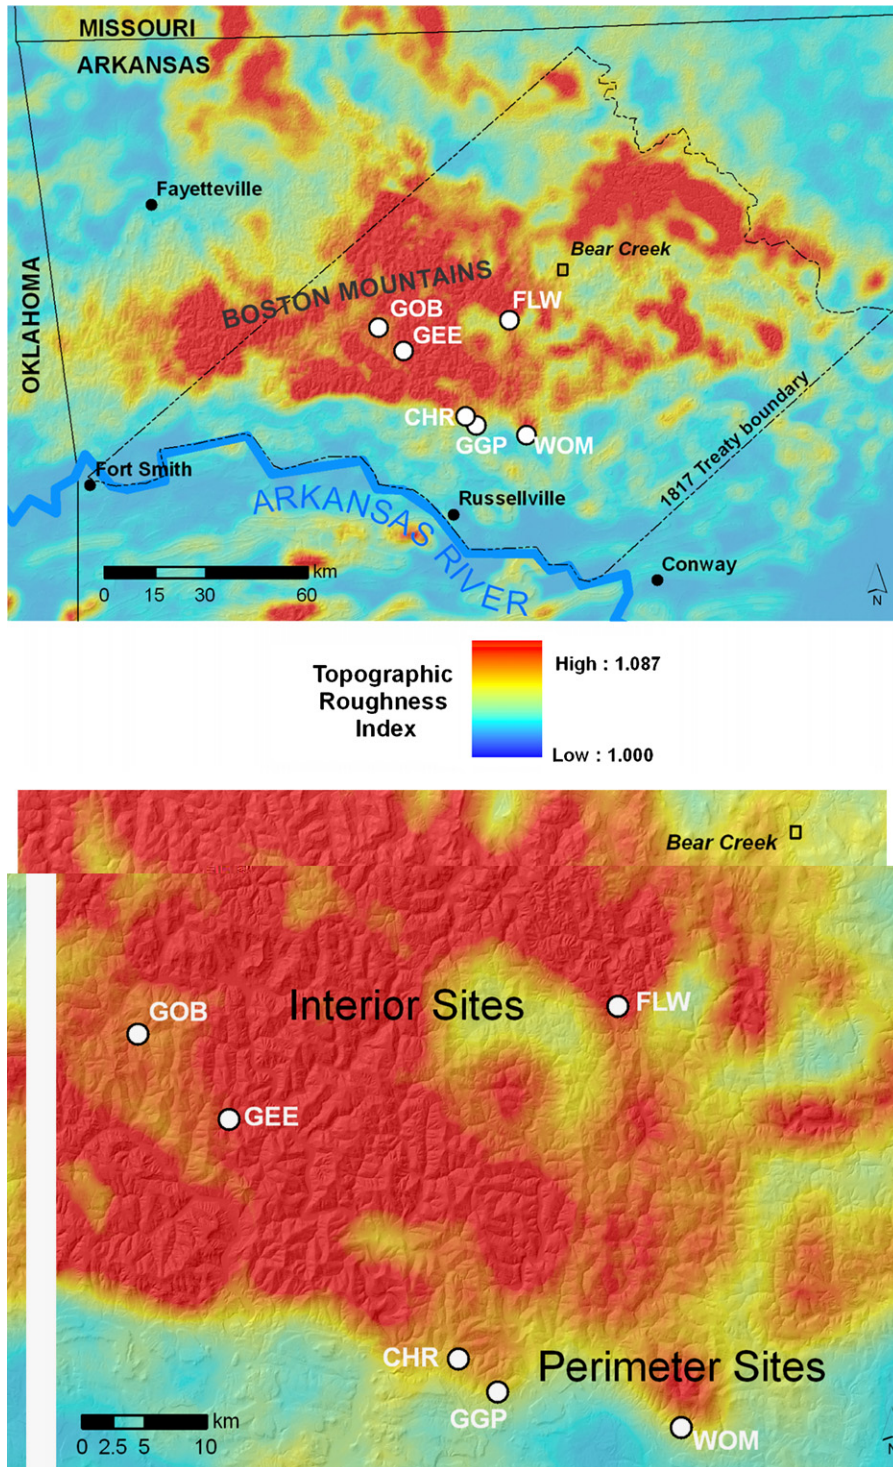 MISSOURI
ARKANSAS
Fayetteville
OKLAHOMA
BOSTON MOUNTAINS
Bear Creek
GOB
FLW
GEE
CHR
GGP
WOM
1817 Treaty boundary
Fort Smith
Russellville
ARKANSAS RIVER
Conway
km
0 15 30 60
N
Topographic
Roughness
Index
High : 1.087
Low : 1.000
Bear Creek
GOB
Interior Sites
FLW
GEE
CHR
Perimeter Sites
GGP
WOM
km
0 2.5 5 10
N